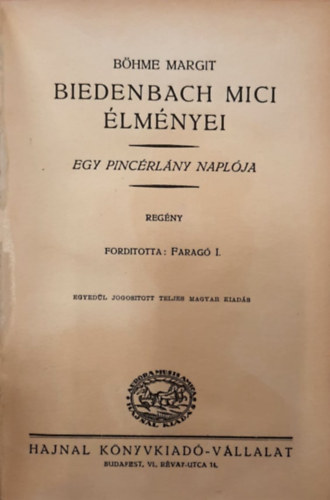 BÖHME MARGIT
BIEDENBACH MICI
ÉLMÉNYEI
EGY PINCÉRLÁNY NAPLÓJA
REGÉNY
FORDITOTTA: FARAGÓ I.
EGYEDÜL JOGOSITOTT TELJES MAGYAR KIADÁS
HAJNAL KÖNYVKIADÓ-VÁLLALAT
BUDAPEST, VI. RÉVAY-UTCA 14.